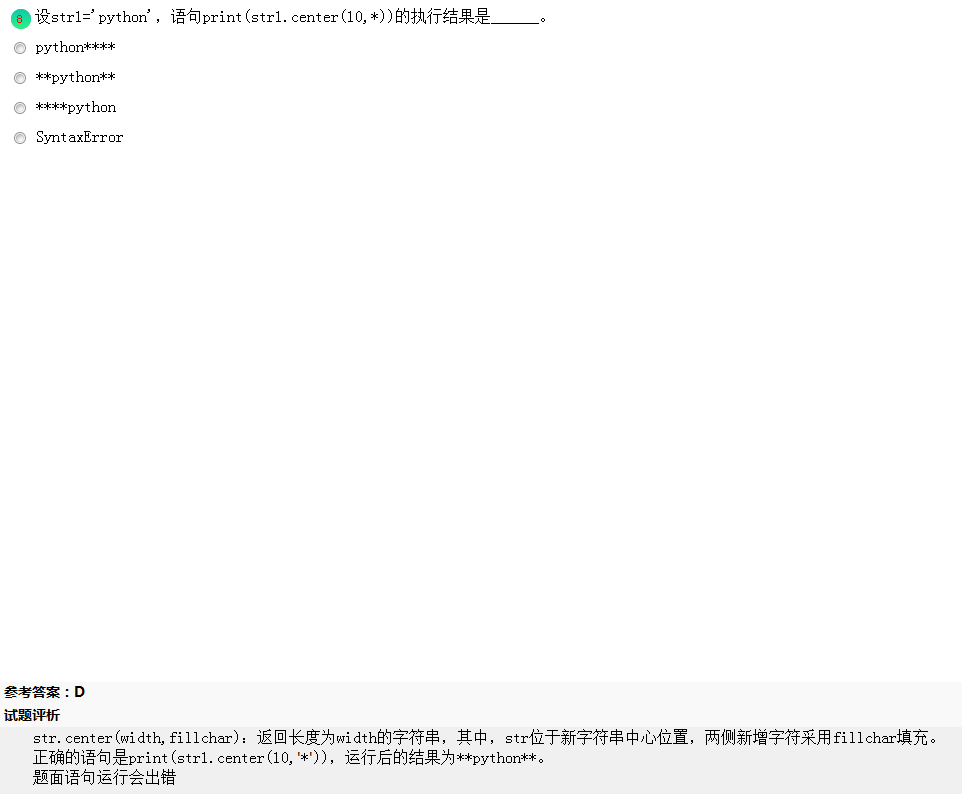 8 设str1='python'，语句print(str1.center(10,*))的执行结果是______。
python****
**python**
****python
SyntaxError
参考答案：D
试题评析
str.center(width,fillchar)：返回长度为width的字符串，其中，str位于新字符串中心位置，两侧新增字符采用fillchar填充。
正确的语句是print(str1.center(10,'*'))，运行后的结果为**python**。
题面语句运行会出错